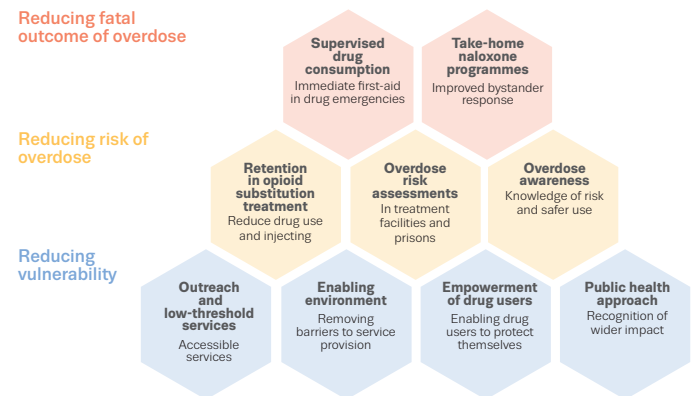 Reducing fatal
outcome of overdose
Supervised
drug
consumption
Immediate first-aid
in drug emergencies
Take-home
naloxone
programmes
Improved bystander
response
Reducing risk of
overdose
Retention
in opioid
substitution
treatment
Reduce drug use
and injecting
Overdose
risk
assessments
In treatment
facilities and
prisons
Overdose
awareness
Knowledge of risk
and safer use
Reducing
vulnerability
Outreach
and
low-threshold
services
Accessible
services
Enabling
environment
Removing
barriers to service
provision
Empowerment
of drug users
Enabling drug
users to protect
themselves
Public health
approach
Recognition of
wider impact